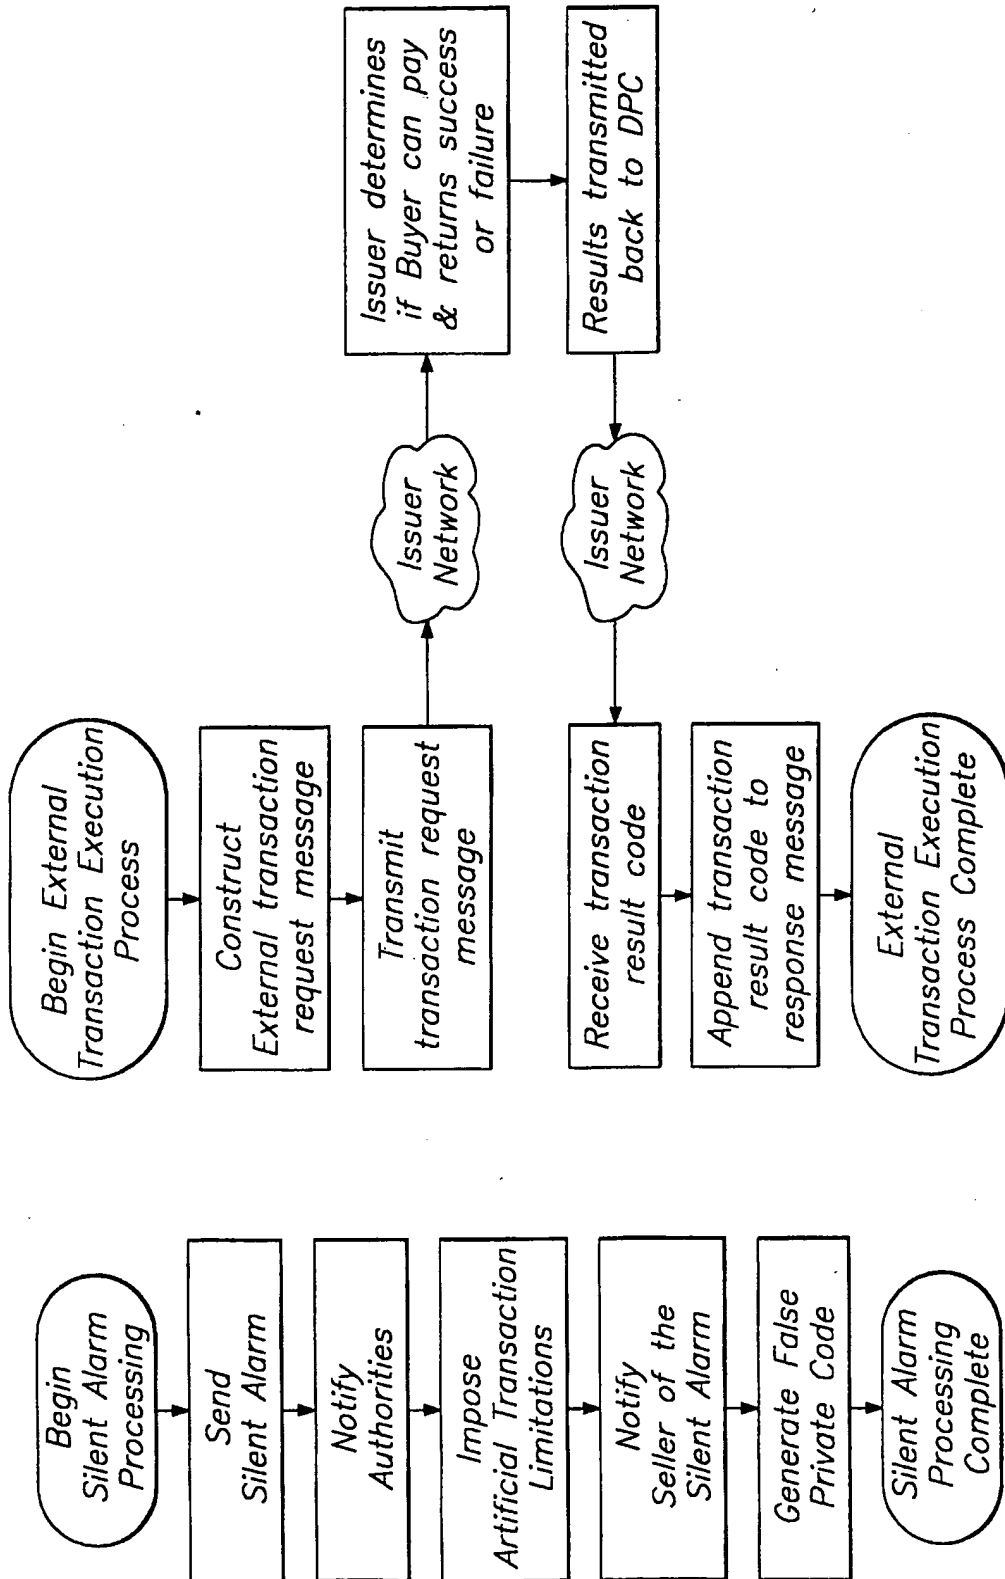 Begin
Silent Alarm
Processing
Send
Silent Alarm
Notify
Authorities
Impose
Artificial Transaction
Limitations
Notify
Seller of the
Silent Alarm
Generate False
Private Code
Silent Alarm
Processing
Complete
Begin External
Transaction Execution
Process
Construct
External transaction
request message
Transmit
transaction request
message
Issuer
Network
Issuer determines
if Buyer can pay
& returns success
or failure
Results transmitted
back to DPC
Issuer
Network
Receive transaction
result code
Append transaction
result code to
response message
External
Transaction Execution
Process Complete